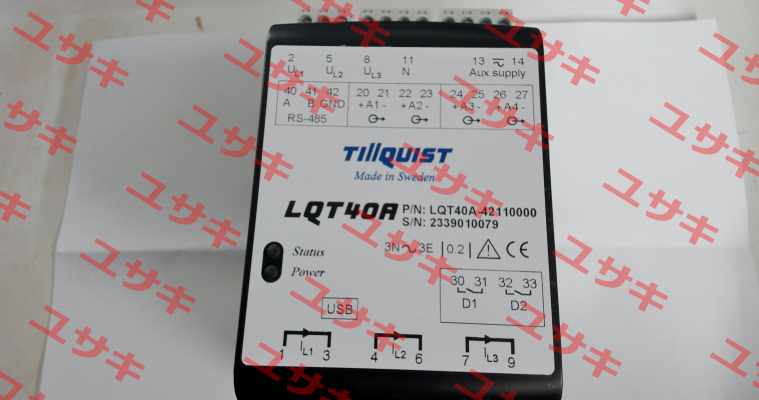 2 5 8 11 13 14
UL1 UL2 UL3 N Aux.supply
40 41 42 20 21 22 23 24 25 26 27
A B GND +A1- +A2- +A3- +A4-
RS-485
TillQUIST
Made in Sweden
LQT40A P/N: LQT40A-42110000
S/N: 2339010079
Status 3N~3E 0.2 CE
Power
30 31 32 33
D1 D2
USB
1 IL1 3 4 IL2 6 7 IL3 9
ユサキ